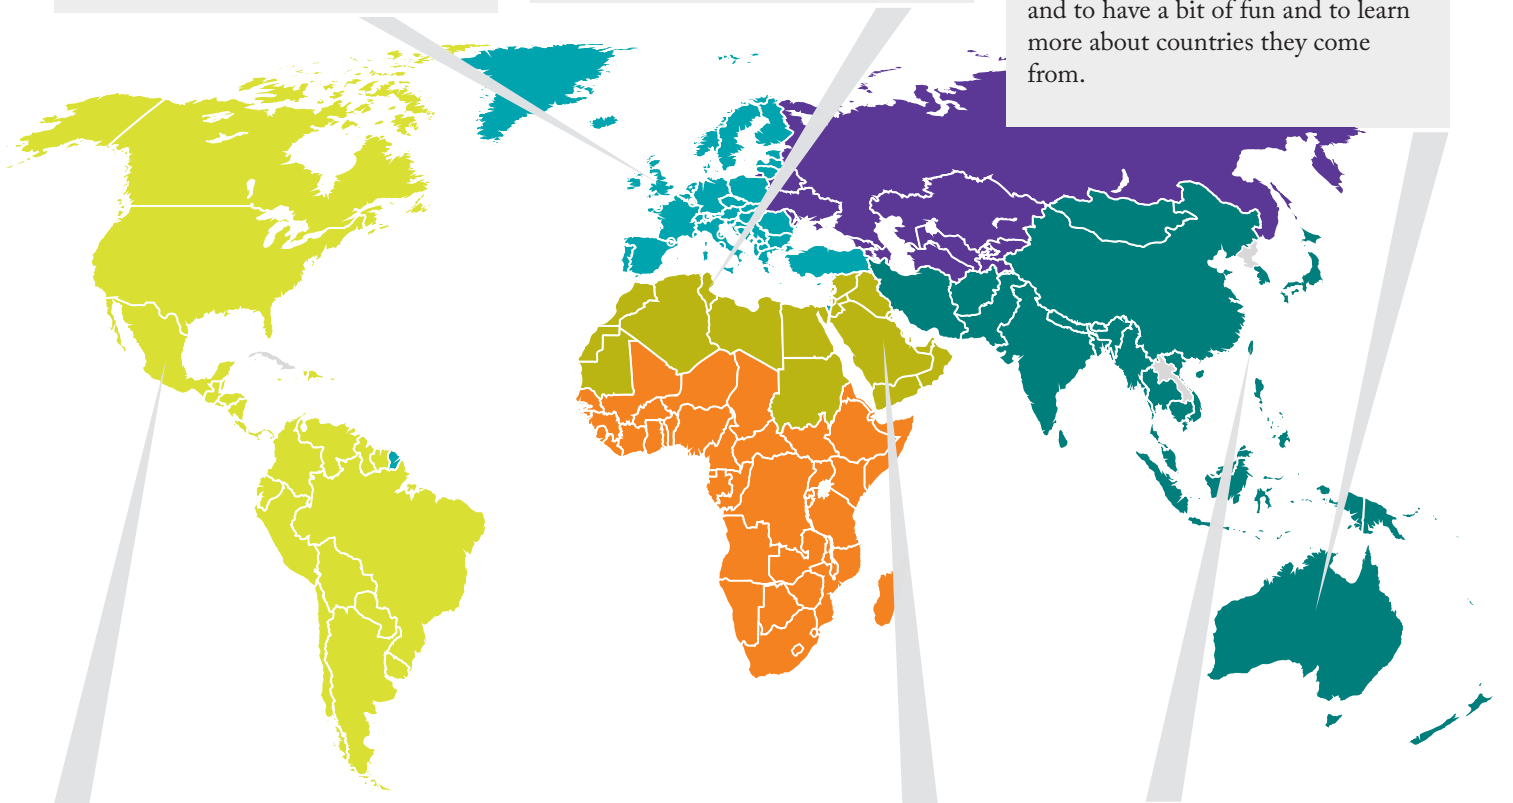 and to have a bit of fun and to learn
more about countries they come
from.